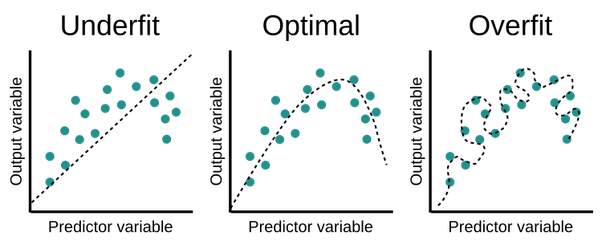 Underfit
Optimal
Overfit
Output variable
Predictor variable
Output variable
Predictor variable
Output variable
Predictor variable